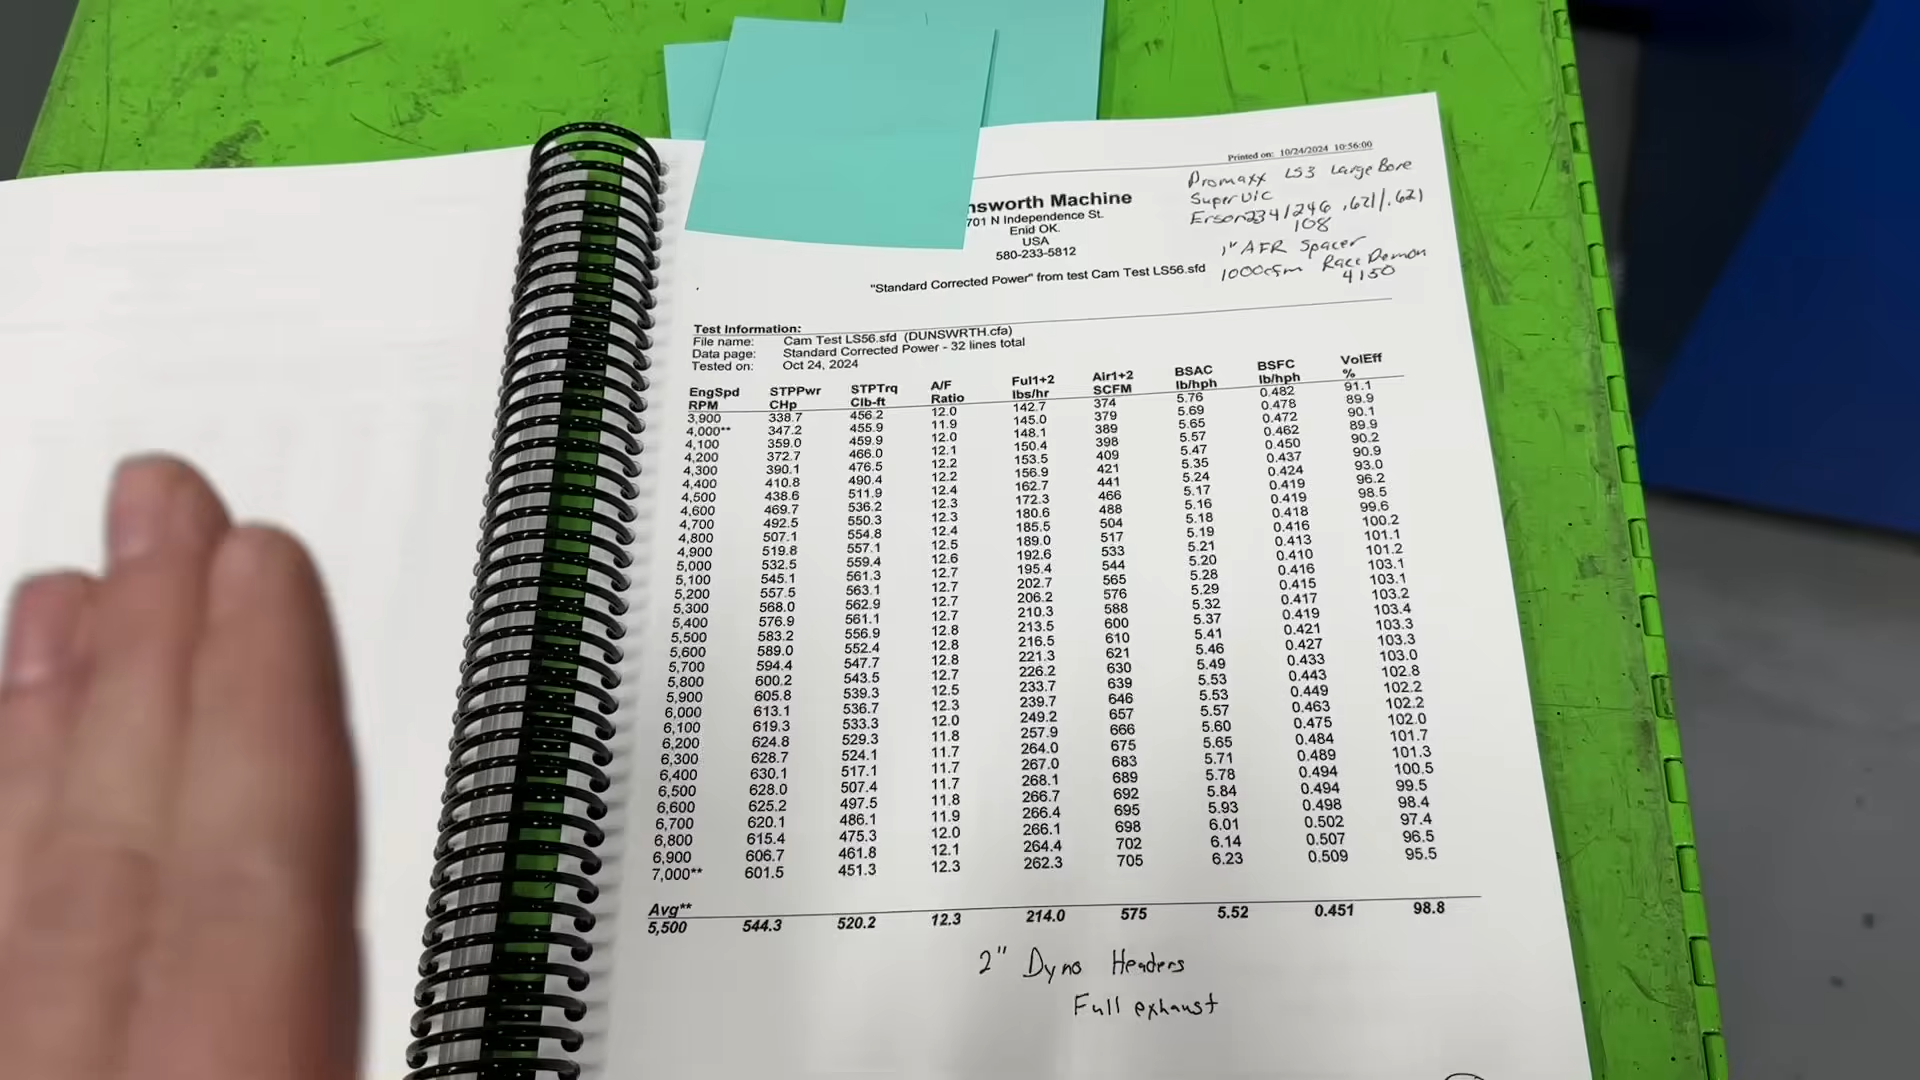 Printed on: 10/24/2024 10:56:00
Promaxx LS3 Large Bore
Super Vic
Erson 234/246 .621/.621
108
1" AFR Spacer
1000cfm Race Demon
4150
nsworth Machine
701 N Independence St.
Enid OK.
USA
580-233-5812
"Standard Corrected Power" from test Cam Test LS56.sfd
Test Information:
File name: Cam Test LS56.sfd (DUNSWRTH.cfa)
Data page: Standard Corrected Power - 32 lines total
Tested on: Oct 24, 2024
EngSpd STPPwr STPTrq A/F Ful1+2 Air1+2 BSAC BSFC VolEff
RPM CHp Clb-ft Ratio lbs/hr SCFM lb/hph lb/hph %
3,900 338.7 456.2 12.0 142.7 374 5.76 0.482 91.1
4,000** 347.2 455.9 11.9 145.0 379 5.69 0.478 89.9
4,100 359.0 459.9 12.0 148.1 389 5.65 0.472 90.1
4,200 372.7 466.0 12.1 150.4 398 5.57 0.462 89.9
4,300 390.1 476.5 12.2 153.5 409 5.47 0.450 90.2
4,400 410.8 490.4 12.2 156.9 421 5.35 0.437 90.9
4,500 438.6 511.9 12.4 162.7 441 5.24 0.424 93.0
4,600 469.7 536.2 12.3 172.3 466 5.17 0.419 96.2
4,700 492.5 550.3 12.3 180.6 488 5.16 0.419 98.5
4,800 507.1 554.8 12.4 185.5 504 5.18 0.418 99.6
4,900 519.8 557.1 12.5 189.0 517 5.19 0.416 100.2
5,000 532.5 559.4 12.6 192.6 533 5.21 0.413 101.1
5,100 545.1 561.3 12.7 195.4 544 5.20 0.410 101.2
5,200 557.5 563.1 12.7 202.7 565 5.28 0.416 103.1
5,300 568.0 562.9 12.7 206.2 576 5.29 0.415 103.1
5,400 576.9 561.1 12.7 210.3 588 5.32 0.417 103.2
5,500 583.2 556.9 12.8 213.5 600 5.37 0.419 103.4
5,600 589.0 552.4 12.8 216.5 610 5.41 0.421 103.3
5,700 594.4 547.7 12.8 221.3 621 5.46 0.427 103.3
5,800 600.2 543.5 12.7 226.2 630 5.49 0.433 103.0
5,900 605.8 539.3 12.5 233.7 639 5.53 0.443 102.8
6,000 613.1 536.7 12.3 239.7 646 5.53 0.449 102.2
6,100 619.3 533.3 12.0 249.2 657 5.57 0.463 102.2
6,200 624.8 529.3 11.8 257.9 666 5.60 0.475 102.0
6,300 628.7 524.1 11.7 264.0 675 5.65 0.484 101.7
6,400 630.1 517.1 11.7 267.0 683 5.71 0.489 101.3
6,500 628.0 507.4 11.7 268.1 689 5.78 0.494 100.5
6,600 625.2 497.5 11.8 266.7 692 5.84 0.494 99.5
6,700 620.1 486.1 11.9 266.4 695 5.93 0.498 98.4
6,800 615.4 475.3 12.0 266.1 698 6.01 0.502 97.4
6,900 606.7 461.8 12.1 264.4 702 6.14 0.507 96.5
7,000** 601.5 451.3 12.3 262.3 705 6.23 0.509 95.5
Avg**
5,500 544.3 520.2 12.3 214.0 575 5.52 0.451 98.8
2" Dyno Headers
Full exhaust